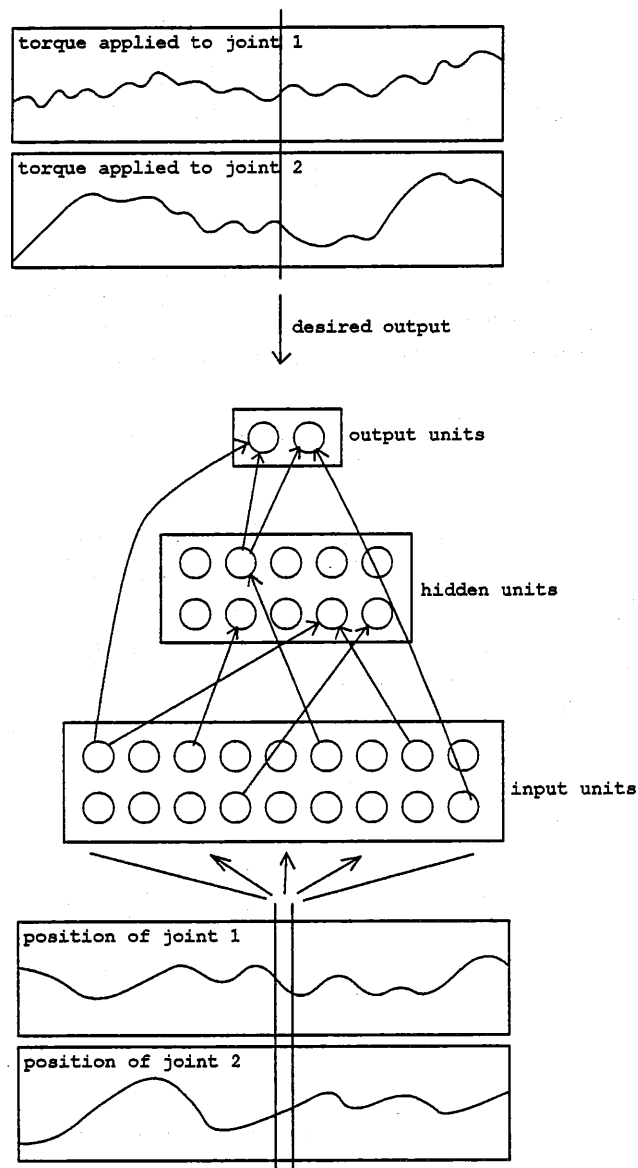 torque applied to joint 1
torque applied to joint 2
desired output
output units
hidden units
input units
position of joint 1
position of joint 2